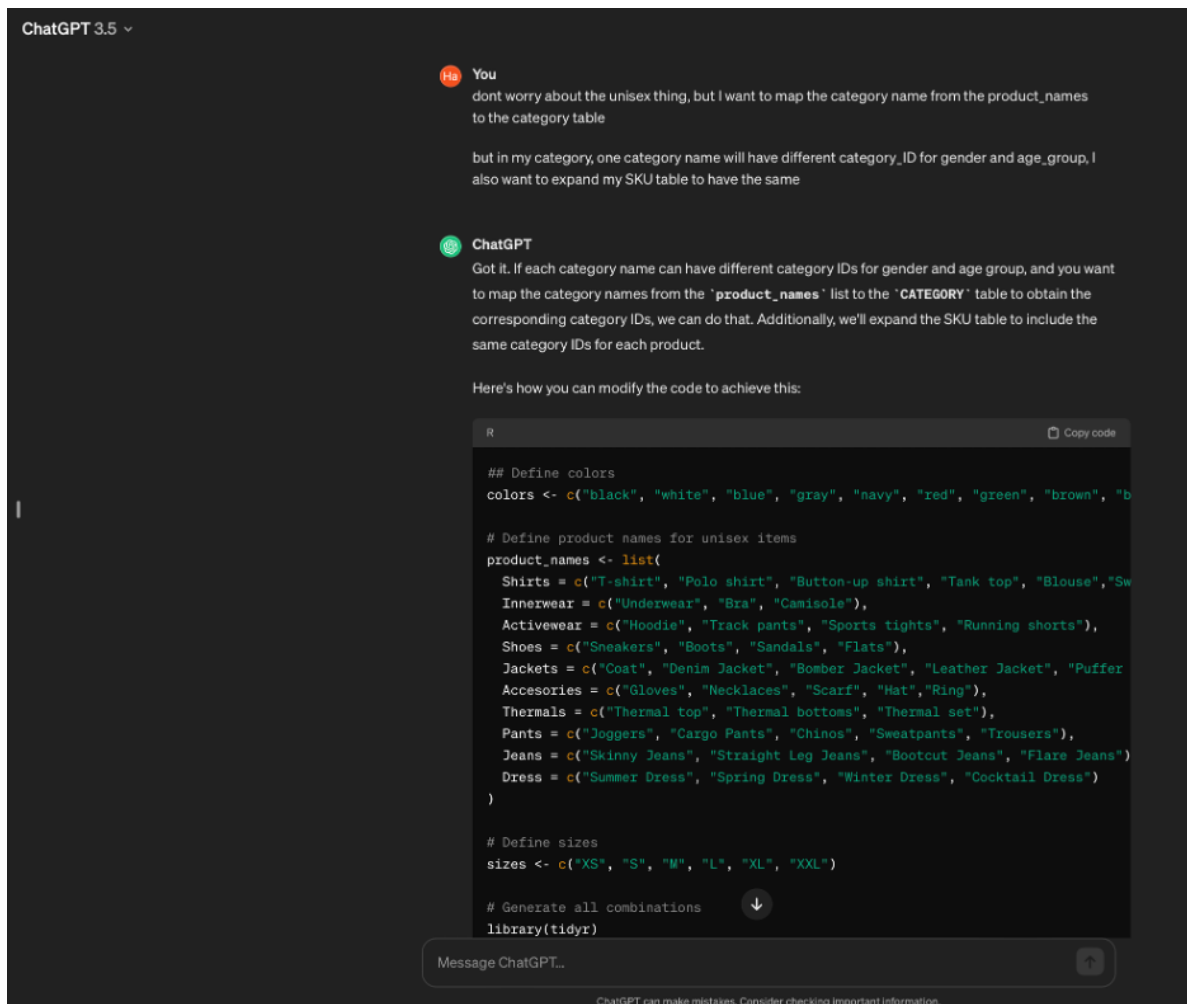 ChatGPT 3.5
Ha
You
dont worry about the unisex thing, but I want to map the category name from the product_names
to the category table
but in my category, one category name will have different category_ID for gender and age_group, I
also want to expand my SKU table to have the same
ChatGPT
Got it. If each category name can have different category IDs for gender and age group, and you want
to map the category names from the `product_names` list to the `CATEGORY` table to obtain the
corresponding category IDs, we can do that. Additionally, we'll expand the SKU table to include the
same category IDs for each product.
Here's how you can modify the code to achieve this:
R Copy code
## Define colors
colors <- c("black", "white", "blue", "gray", "navy", "red", "green", "brown", "b
# Define product names for unisex items
product_names <- list(
Shirts = c("T-shirt", "Polo shirt", "Button-up shirt", "Tank top", "Blouse","Sw
Innerwear = c("Underwear", "Bra", "Camisole"),
Activewear = c("Hoodie", "Track pants", "Sports tights", "Running shorts"),
Shoes = c("Sneakers", "Boots", "Sandals", "Flats"),
Jackets = c("Coat", "Denim Jacket", "Bomber Jacket", "Leather Jacket", "Puffer
Accesories = c("Gloves", "Necklaces", "Scarf", "Hat","Ring"),
Thermals = c("Thermal top", "Thermal bottoms", "Thermal set"),
Pants = c("Joggers", "Cargo Pants", "Chinos", "Sweatpants", "Trousers"),
Jeans = c("Skinny Jeans", "Straight Leg Jeans", "Bootcut Jeans", "Flare Jeans")
Dress = c("Summer Dress", "Spring Dress", "Winter Dress", "Cocktail Dress")
)
# Define sizes
sizes <- c("XS", "S", "M", "L", "XL", "XXL")
# Generate all combinations
library(tidyr)
Message ChatGPT...
ChatGPT can make mistakes. Consider checking important information.